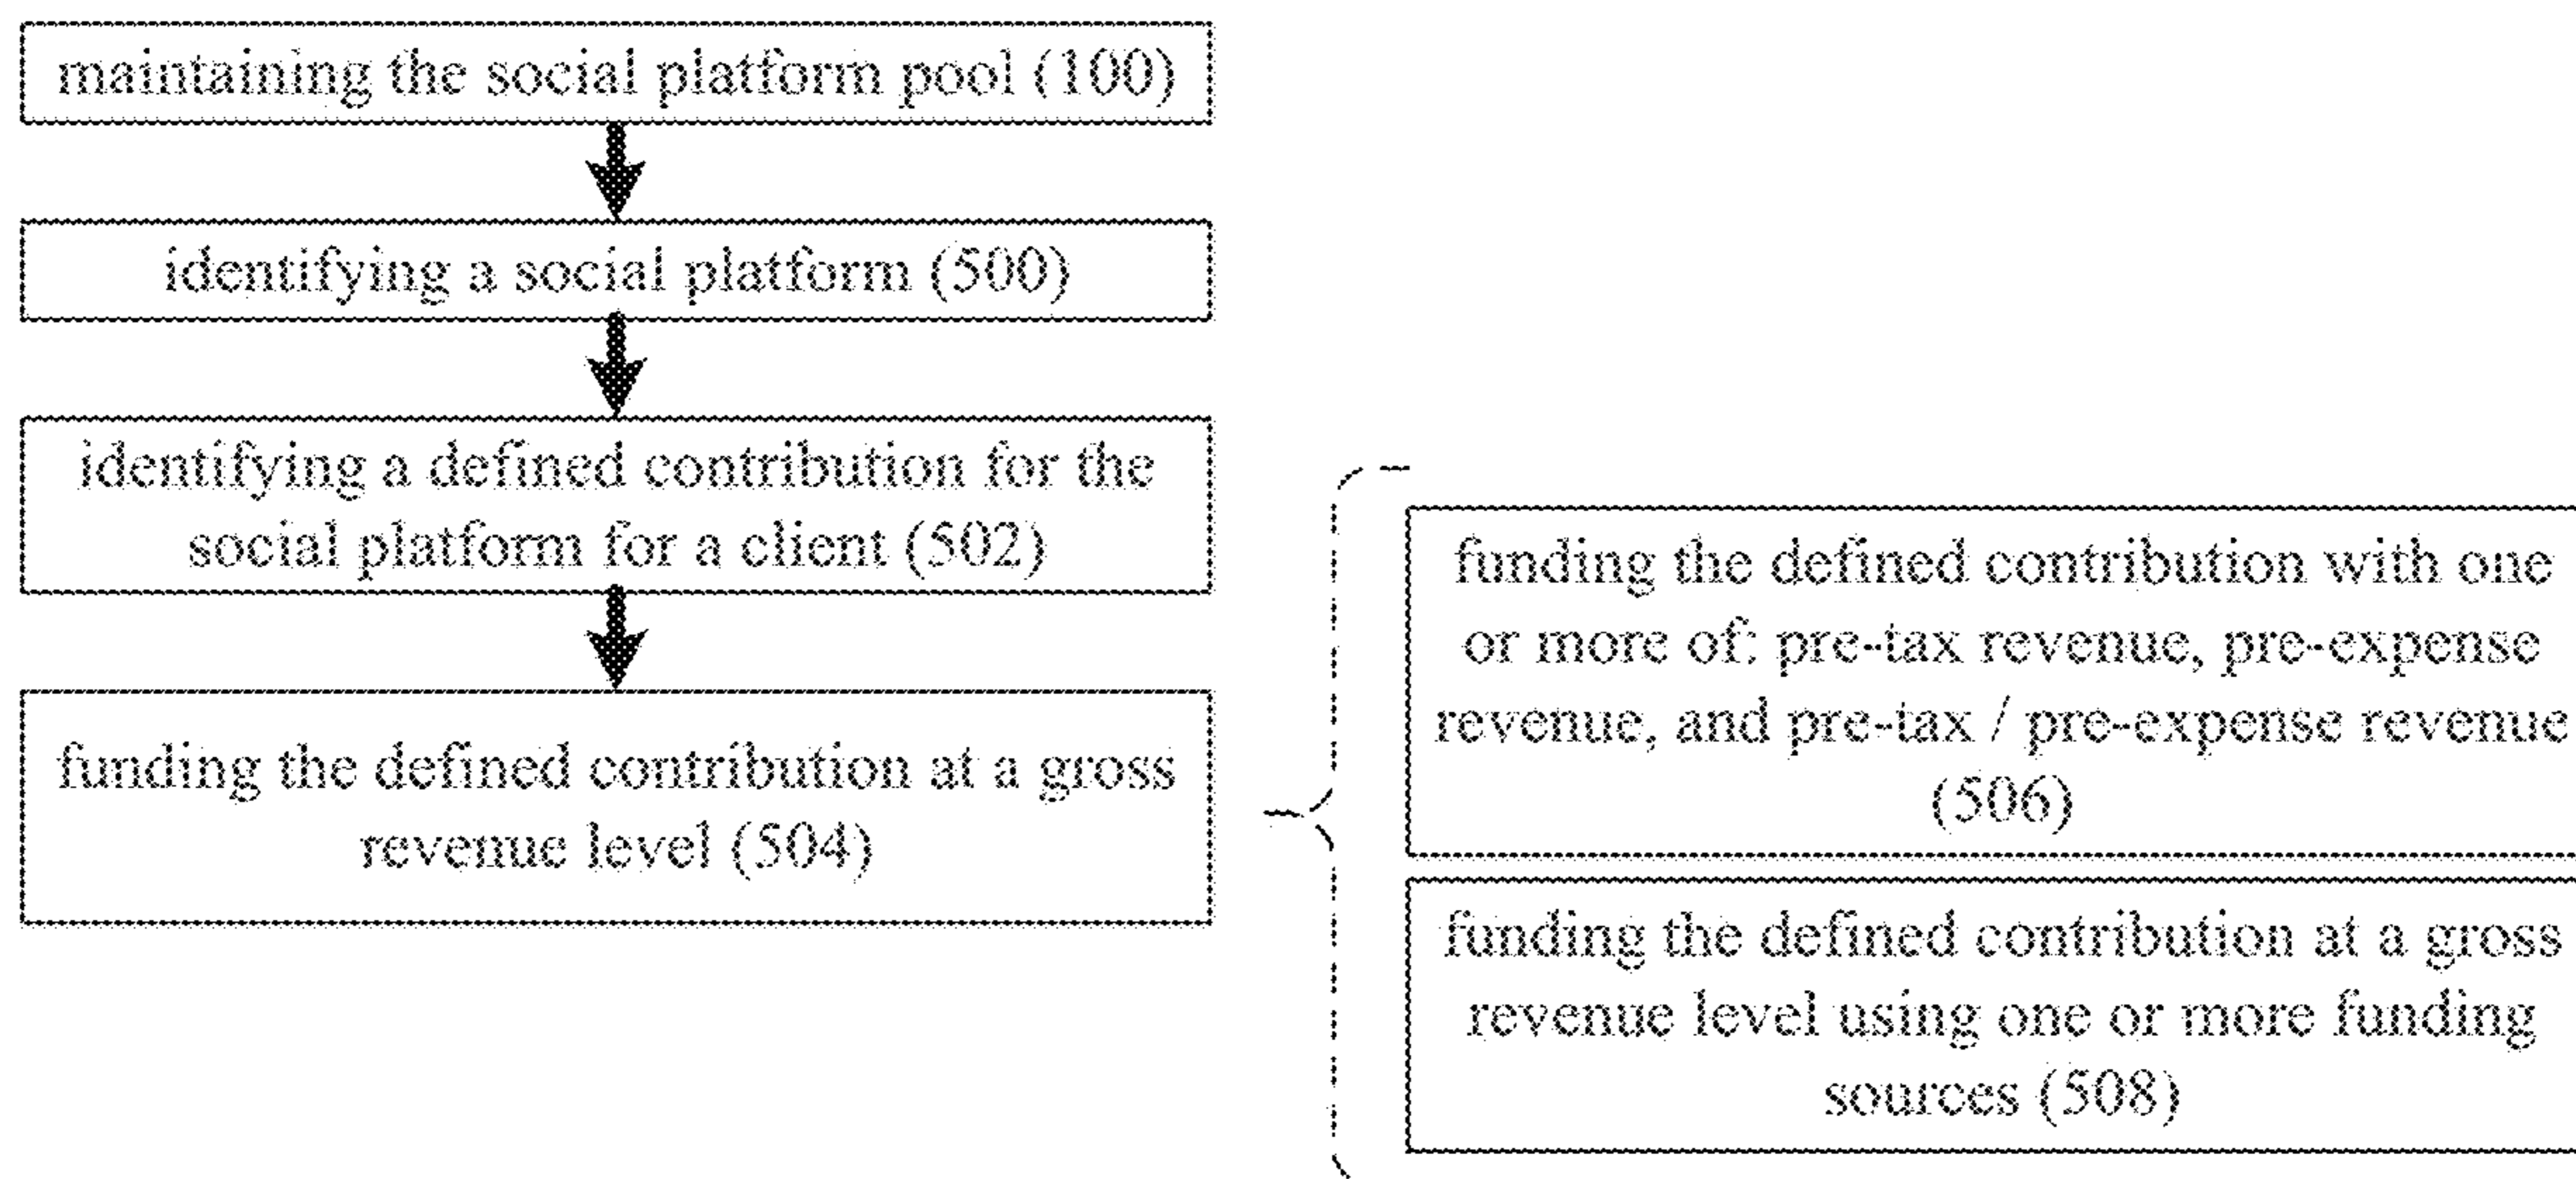 maintaining the social platform pool (100)
identifying a social platform (500)
identifying a defined contribution for the
social platform for a client (502)
funding the defined contribution at a gross
revenue level (504)
funding the defined contribution with one
or more of: pre-tax revenue, pre-expense
revenue, and pre-tax / pre-expense revenue
(506)
funding the defined contribution at a gross
revenue level using one or more funding
sources (508)